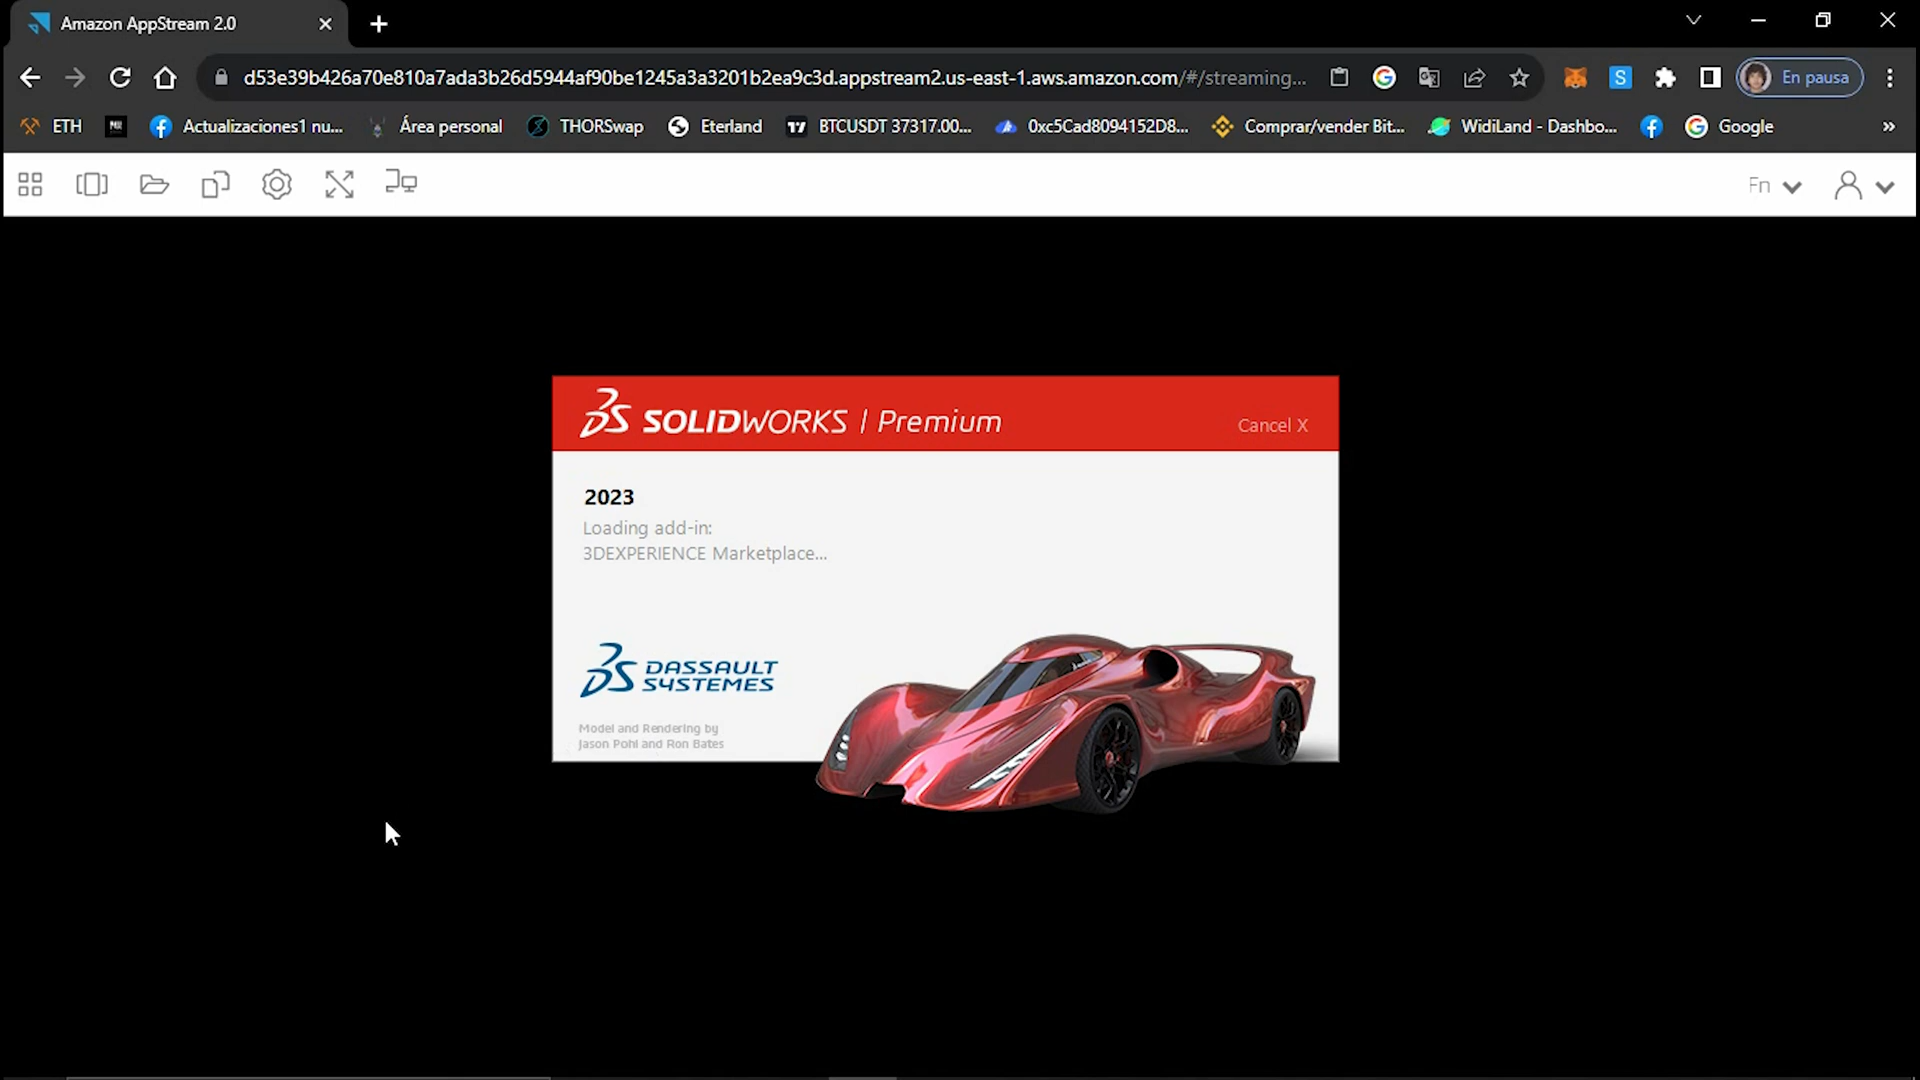 Amazon AppStream 2.0
d53e39b426a70e810a7ada3b26d5944af90be1245a3a3201b2ea9c3d.appstream2.us-east-1.aws.amazon.com/#/streaming...
En pausa
ETH
Actualizaciones1 nu...
Área personal
THORSwap
Eterland
BTCUSDT 37317.00...
0xc5Cad8094152D8...
Comprar/vender Bit...
WidiLand - Dashbo...
Google
Fn
SOLIDWORKS | Premium
Cancel X
2023
Loading add-in:
3DEXPERIENCE Marketplace...
DASSAULT
SYSTEMES
Model and Rendering by
Jason Pohl and Ron Bates